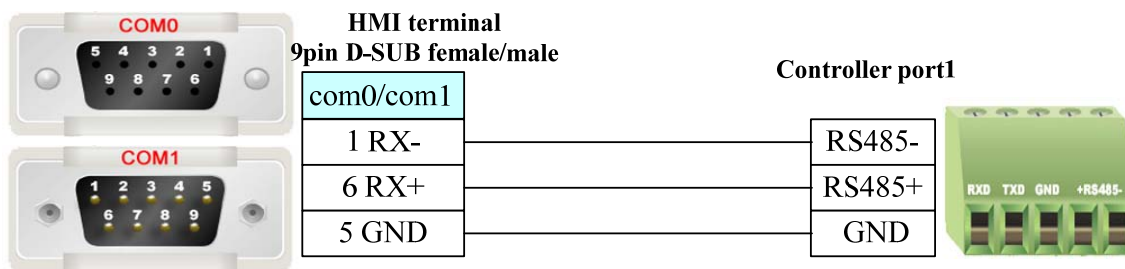 COM0
5 4 3 2 1
9 8 7 6
COM1
1 2 3 4 5
6 7 8 9
HMI terminal
9pin D-SUB female/male
com0/com1
1 RX-
6 RX+
5 GND
Controller port1
RS485-
RS485+
GND
RXD TXD GND +RS485-